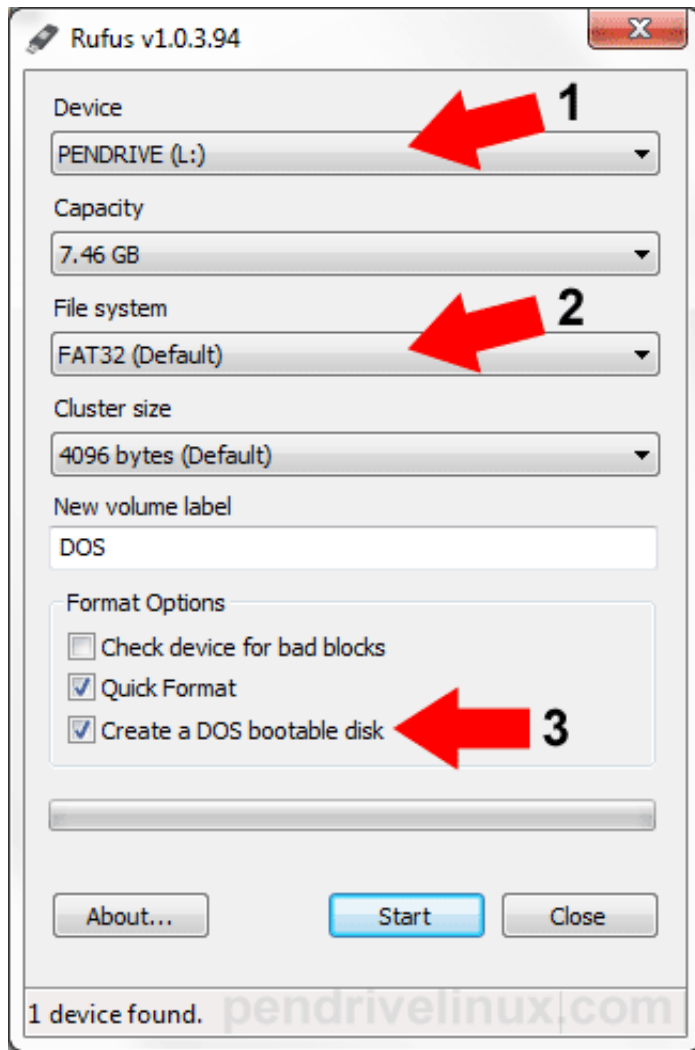 Rufus v1.0.3.94
Device
1
PENDRIVE (L:)
Capacity
7.46 GB
File system
2
FAT32 (Default)
Cluster size
4096 bytes (Default)
New volume label
DOS
Format Options
Check device for bad blocks
Quick Format
Create a DOS bootable disk
3
About...
Start
Close
1 device found.
pendrivelinux.com